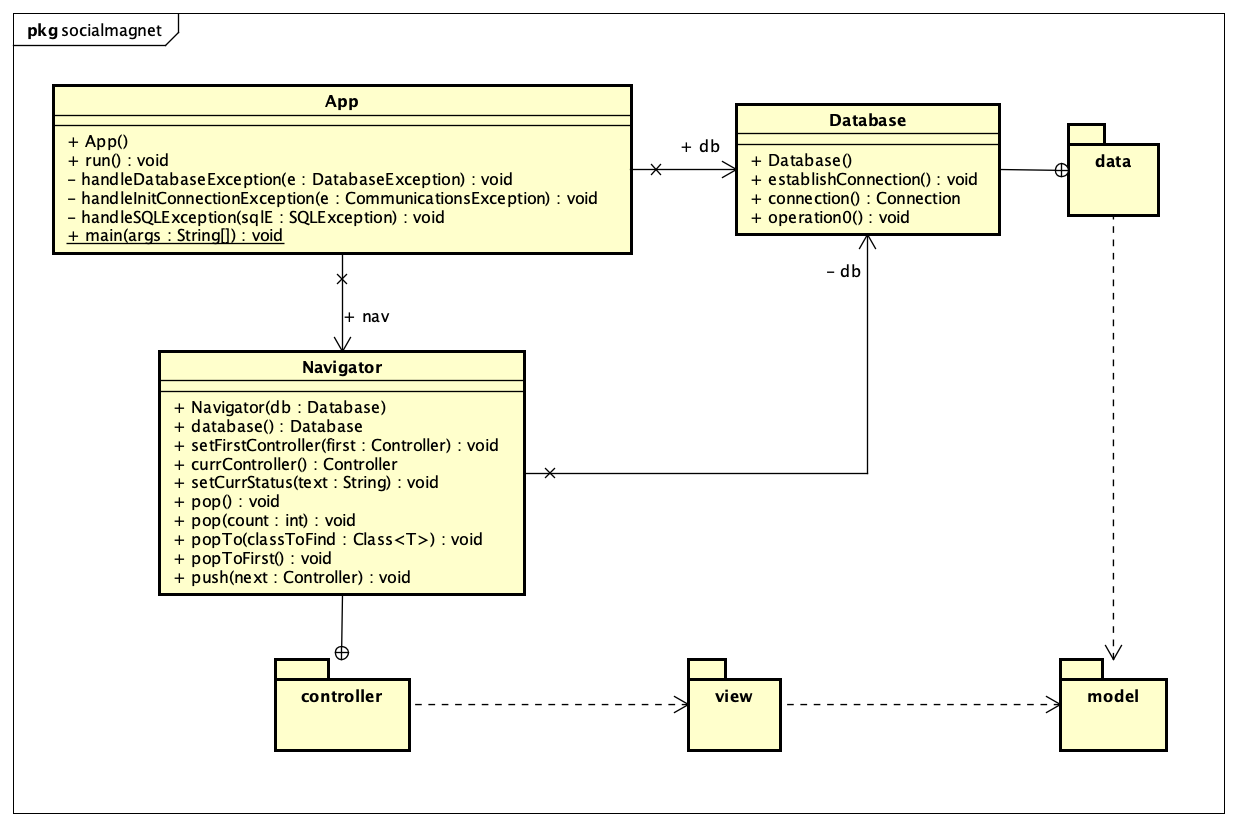 pkg socialmagnet
App
+ App()
+ run() : void
- handleDatabaseException(e : DatabaseException) : void
- handleInitConnectionException(e : CommunicationsException) : void
- handleSQLException(sqlE : SQLException) : void
+ main(args : String[]) : void
+ db
Database
+ Database()
+ establishConnection() : void
+ connection() : Connection
+ operation0() : void
data
- db
+ nav
Navigator
+ Navigator(db : Database)
+ database() : Database
+ setFirstController(first : Controller) : void
+ currController() : Controller
+ setCurrStatus(text : String) : void
+ pop() : void
+ pop(count : int) : void
+ popTo(classToFind : Class<T>) : void
+ popToFirst() : void
+ push(next : Controller) : void
controller
view
model